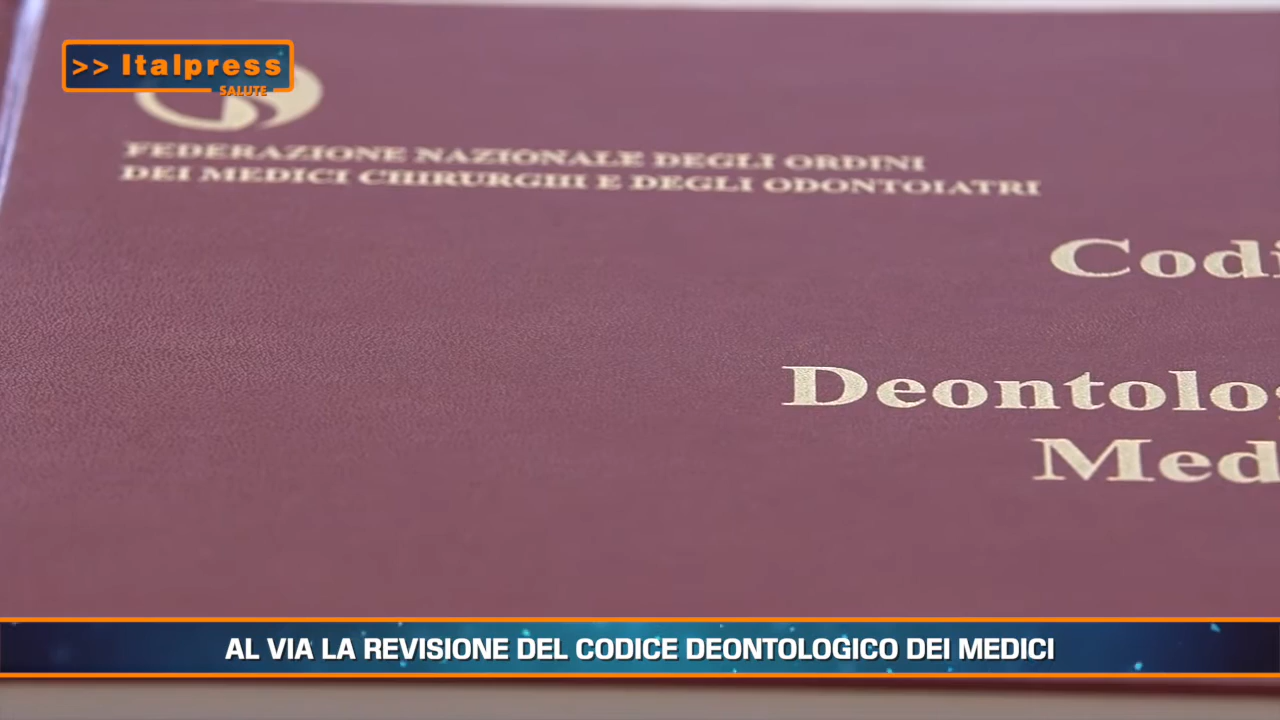 >> Italpress
SALUTE
FEDERAZIONE NAZIONALE DEGLI ORDINI
DEI MEDICI CHIRURGHI E DEGLI ODONTOIATRI
Codi
Deontolog
Med
AL VIA LA REVISIONE DEL CODICE DEONTOLOGICO DEI MEDICI